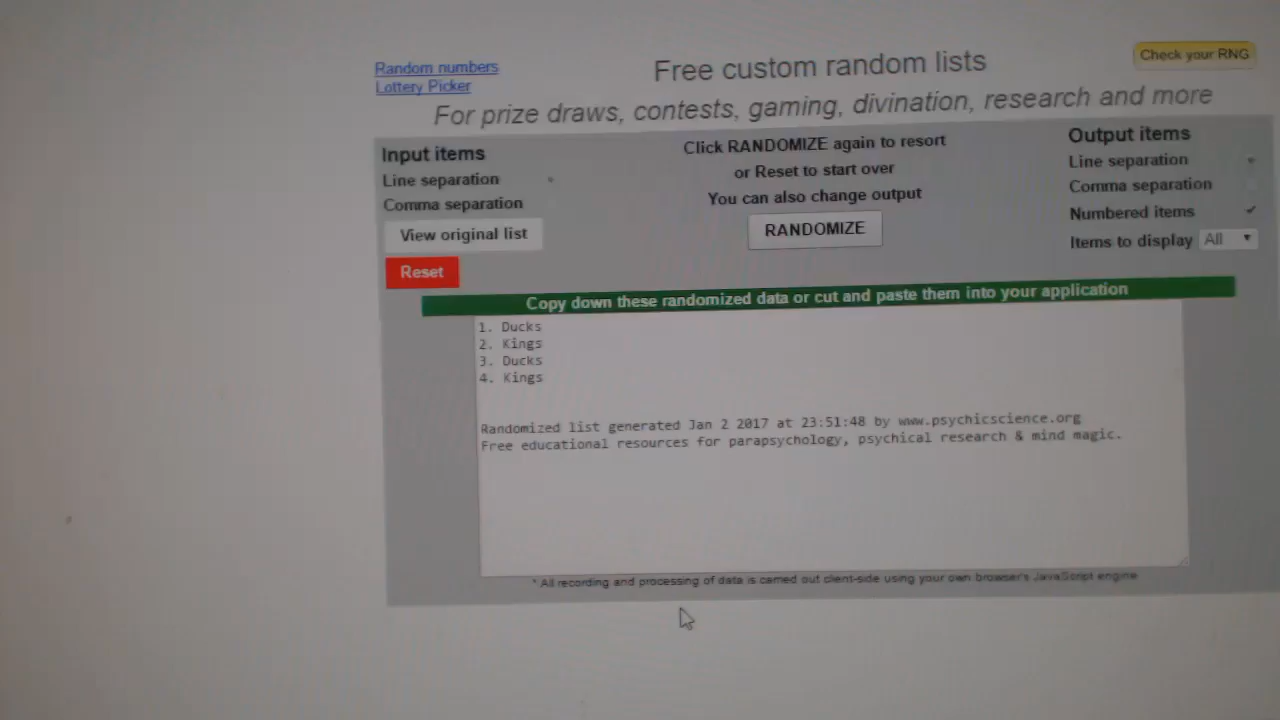 Random numbers
Lottery Picker
Free custom random lists
Check your RNG
For prize draws, contests, gaming, divination, research and more
Input items
Line separation
Comma separation
View original list
Reset
Click RANDOMIZE again to resort
or Reset to start over
You can also change output
RANDOMIZE
Output items
Line separation
Comma separation
Numbered items
Items to display All
Copy down these randomized data or cut and paste them into your application
1. Ducks
2. Kings
3. Ducks
4. Kings
Randomized list generated Jan 2 2017 at 23:51:48 by www.psychicscience.org
Free educational resources for parapsychology, psychical research & mind magic.
* All recording and processing of data is carried out client-side using your own browser's JavaScript engine